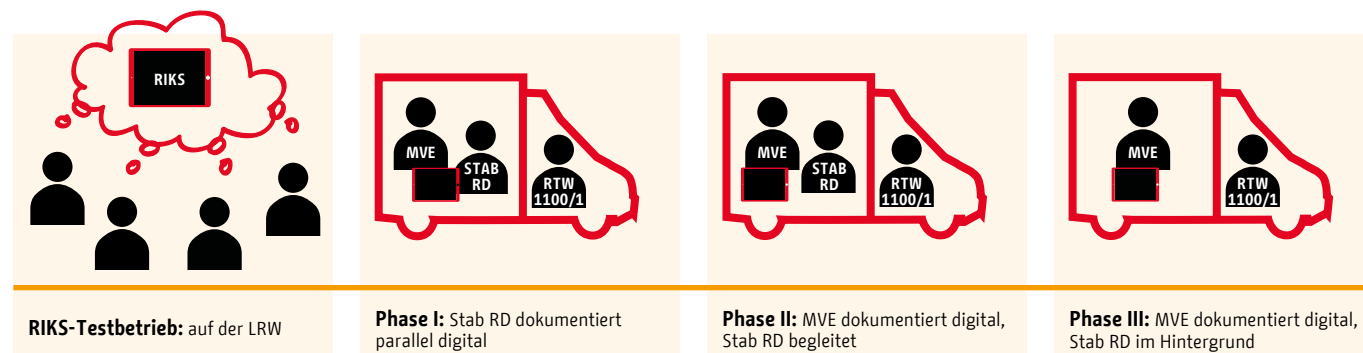 RIKS
RIKS-Testbetrieb: auf der LRW
MVE
STAB
RD
RTW
1100/1
Phase I: Stab RD dokumentiert
parallel digital
MVE
STAB
RD
RTW
1100/1
Phase II: MVE dokumentiert digital,
Stab RD begleitet
MVE
RTW
1100/1
Phase III: MVE dokumentiert digital,
Stab RD im Hintergrund